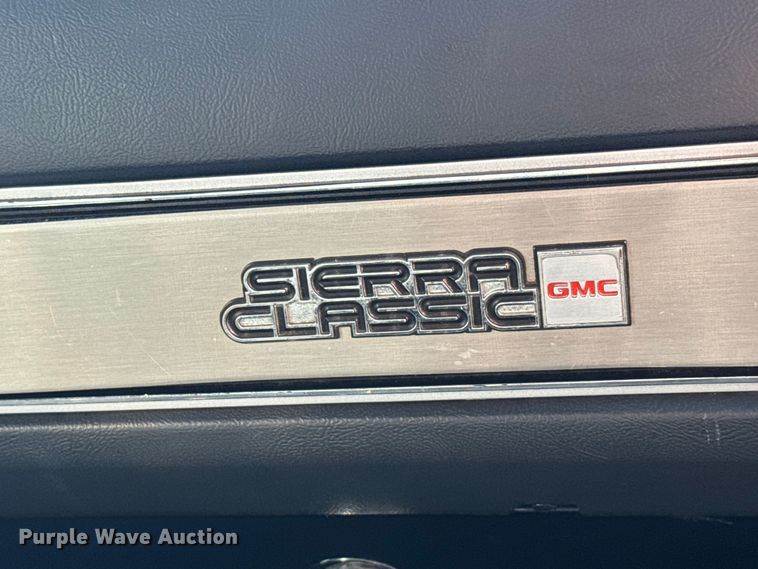 SIERRA
CLASSIC
GMC
Purple Wave Auction